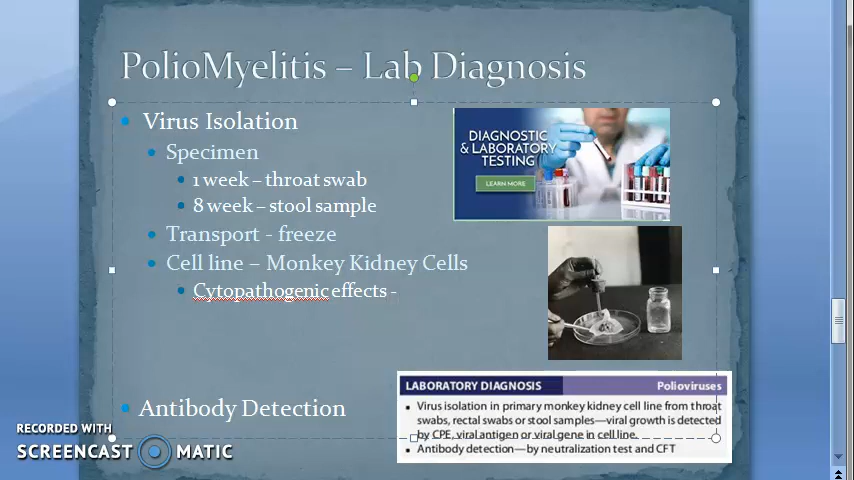 PolioMyelitis – Lab Diagnosis
Virus Isolation
Specimen
1 week – throat swab
8 week – stool sample
Transport - freeze
Cell line – Monkey Kidney Cells
Cytopathogenic effects -
Antibody Detection
DIAGNOSTIC
& LABORATORY
TESTING
LEARN MORE
LABORATORY DIAGNOSIS Polioviruses
• Virus isolation in primary monkey kidney cell line from throat
swabs, rectal swabs or stool samples—viral growth is detected
by CPE, viral antigen or viral gene in cell line.
• Antibody detection—by neutralization test and CFT
RECORDED WITH
SCREENCAST MATIC